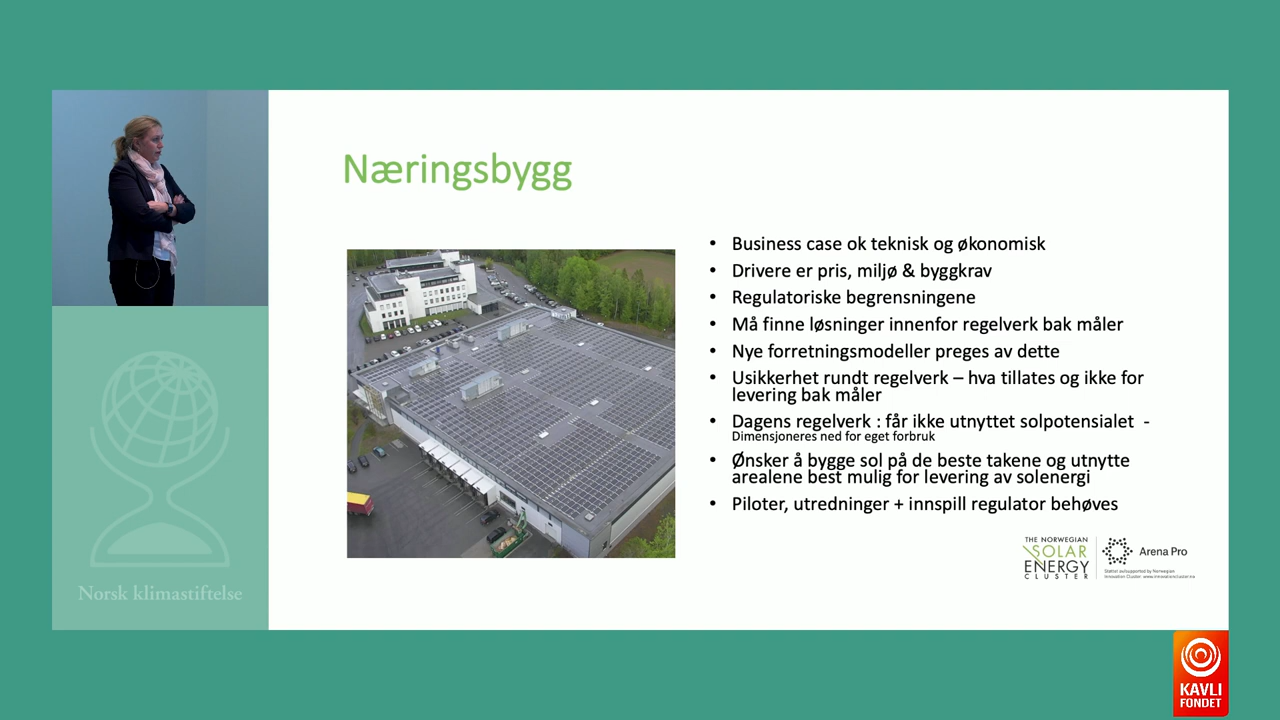 Næringsbygg
• Business case ok teknisk og økonomisk
• Drivere er pris, miljø & byggkrav
• Regulatoriske begrensningene
• Må finne løsninger innenfor regelverk bak måler
• Nye forretningsmodeller preges av dette
• Usikkerhet rundt regelverk – hva tillates og ikke for
levering bak måler
• Dagens regelverk : får ikke utnyttet solpotensialet -
Dimensjoneres ned for eget forbruk
• Ønsker å bygge sol på de beste takene og utnytte
arealene best mulig for levering av solenergi
• Piloter, utredninger + innspill regulator behøves
THE NORWEGIAN
SOLAR
ENERGY
CLUSTER
Arena Pro
Norsk klimastiftelse
KAVLI
FONDET